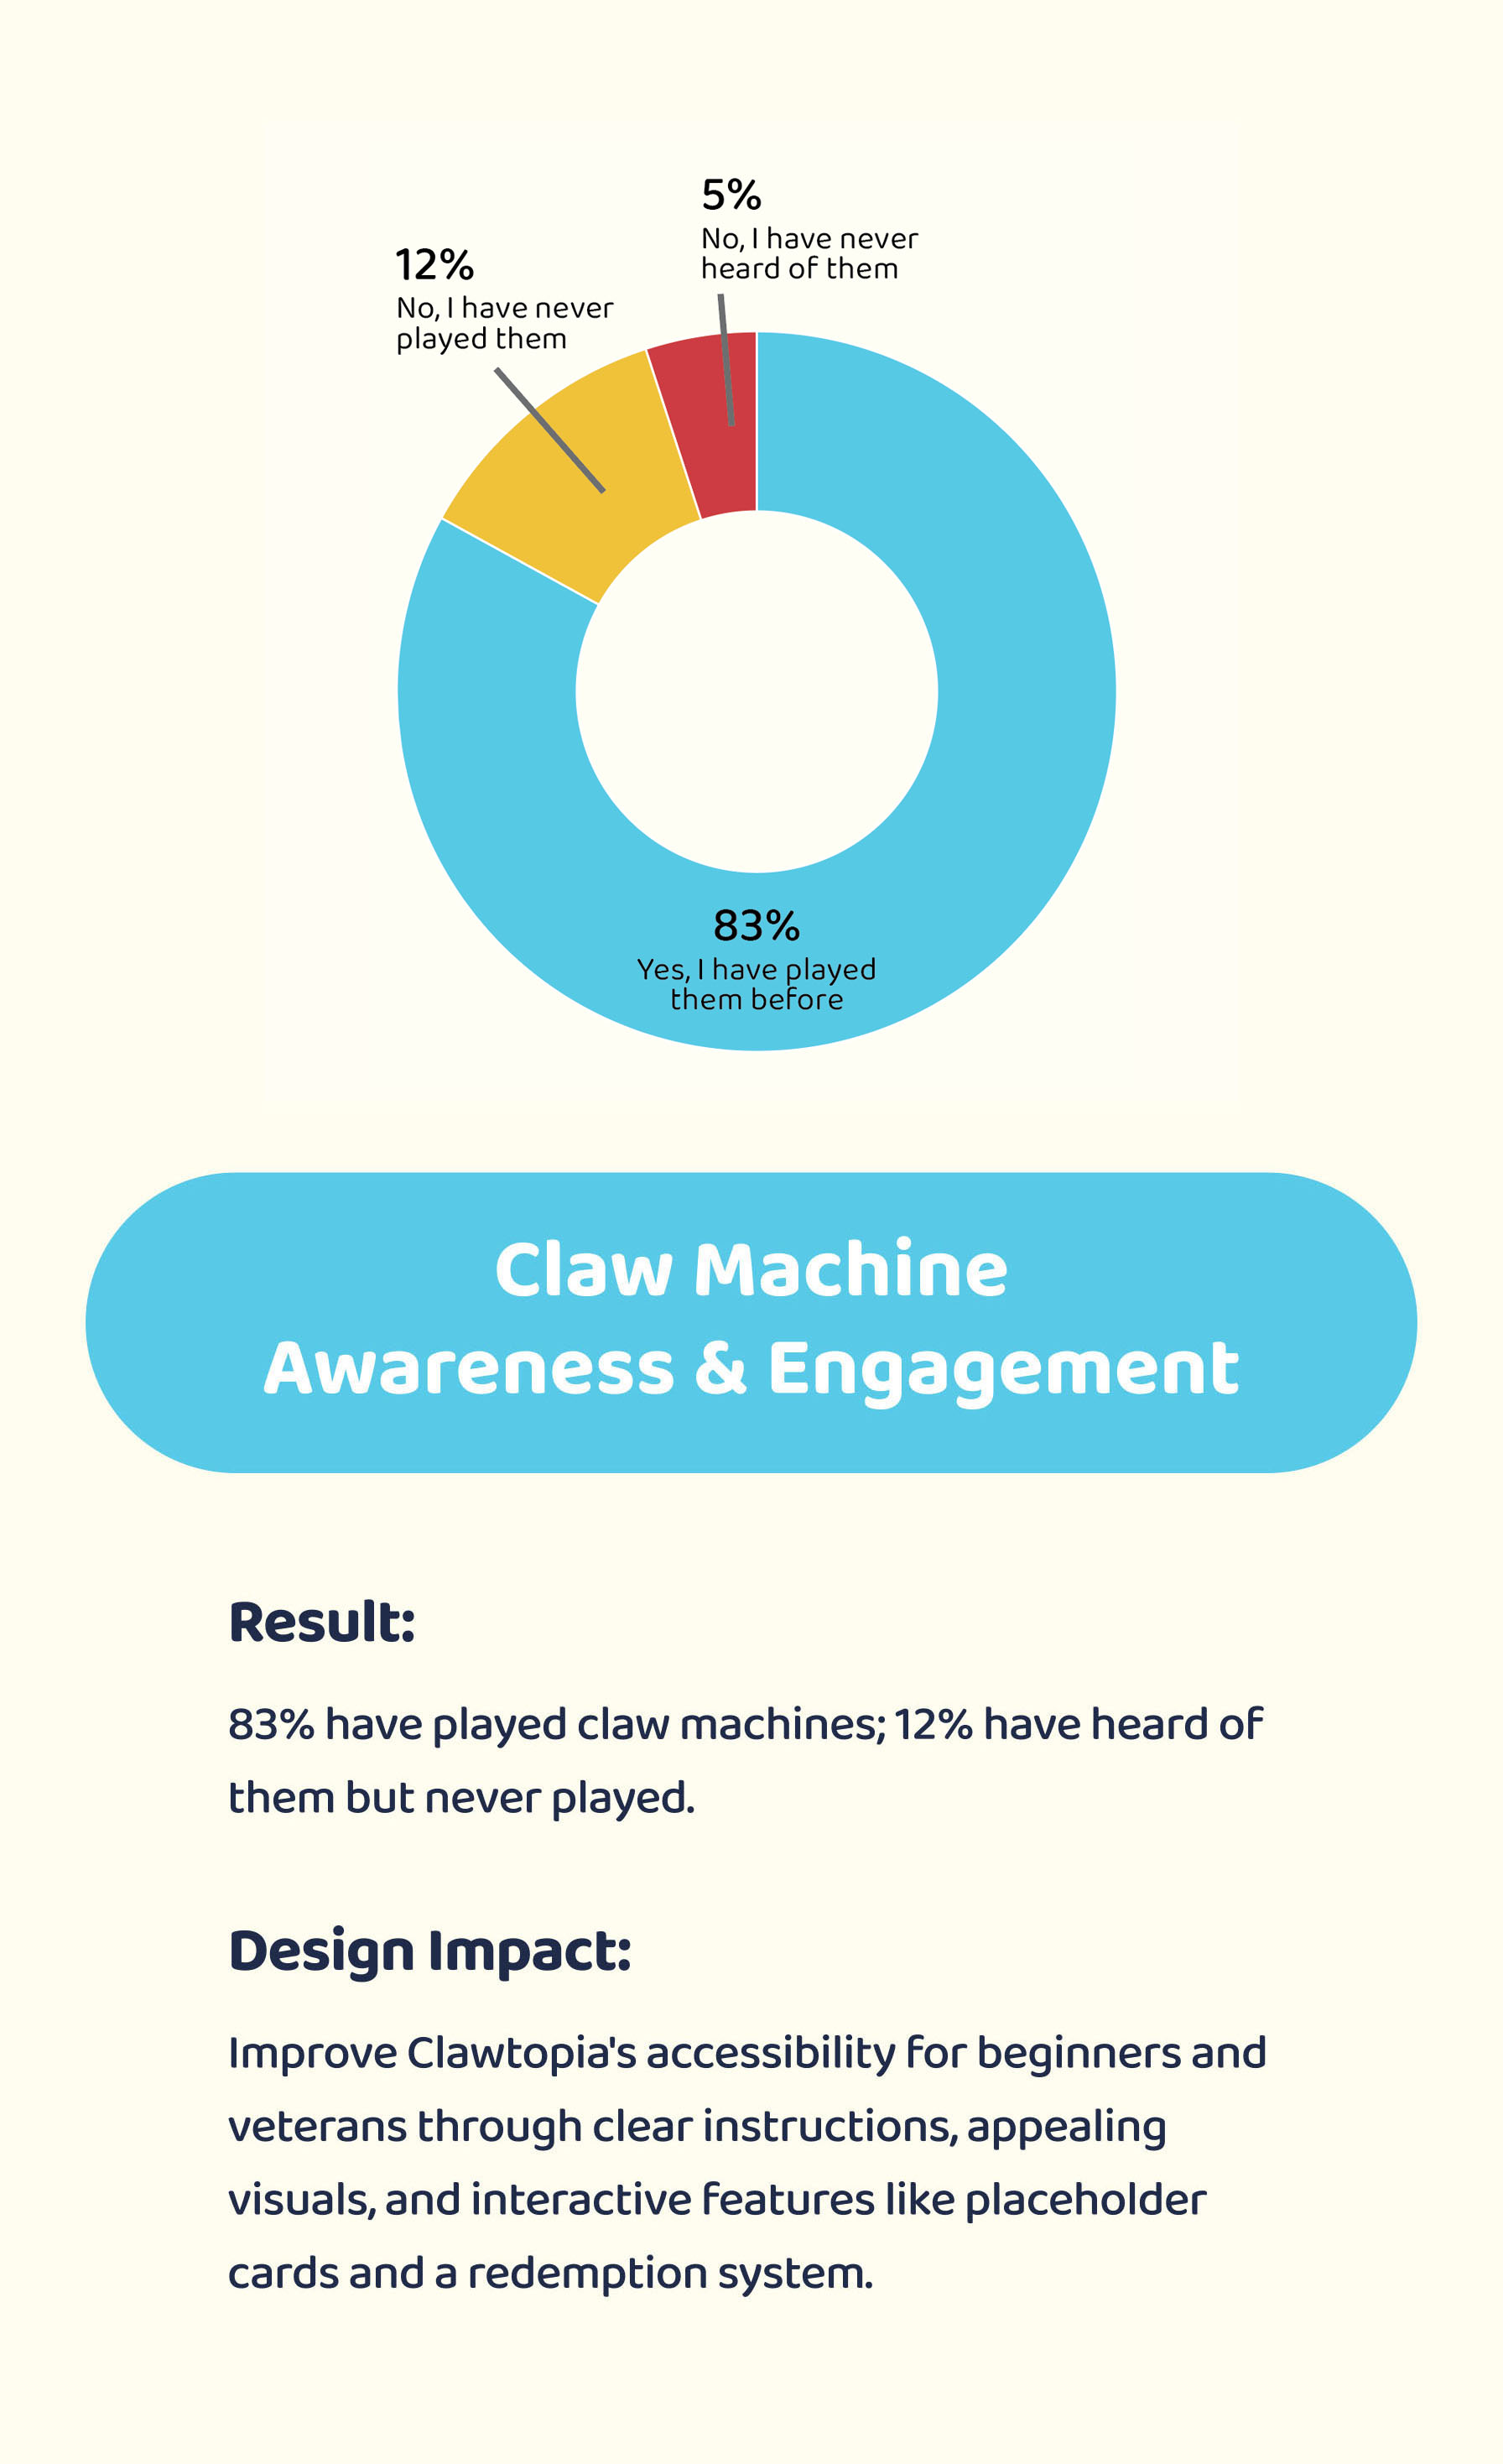 5%
No, I have never
heard of them
12%
No, I have never
played them
83%
Yes, I have played
them before
Claw Machine
Awareness & Engagement
Result:
83% have played claw machines; 12% have heard of
them but never played.
Design Impact:
Improve Clawtopia's accessibility for beginners and
veterans through clear instructions, appealing
visuals, and interactive features like placeholder
cards and a redemption system.